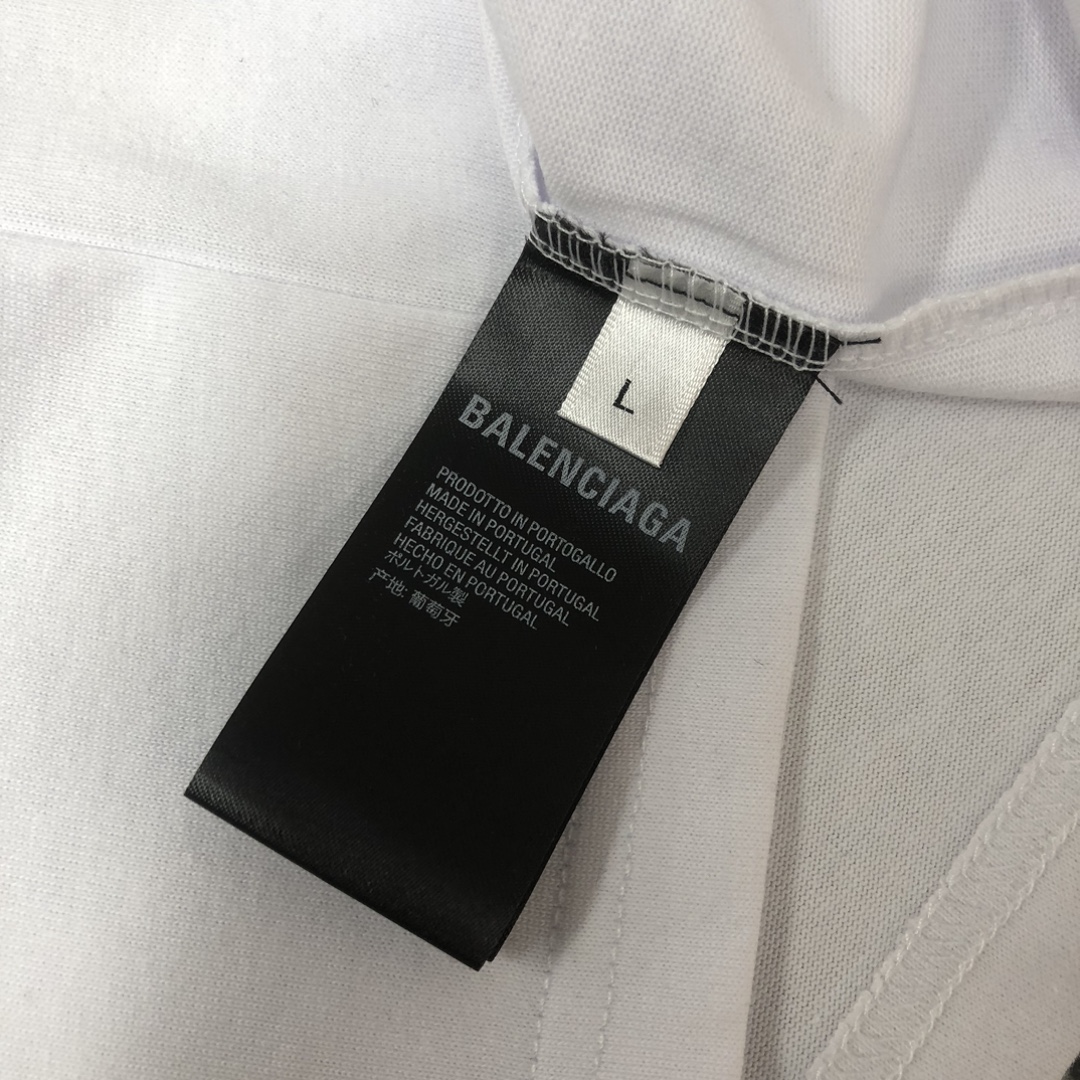 L
BALENCIAGA
PRODOTTO IN PORTOGALLO
MADE IN PORTUGAL
HERGESTELLT IN PORTUGAL
FABRIQUE AU PORTUGAL
HECHO EN PORTUGAL
ポルトガル製
产地: 葡萄牙